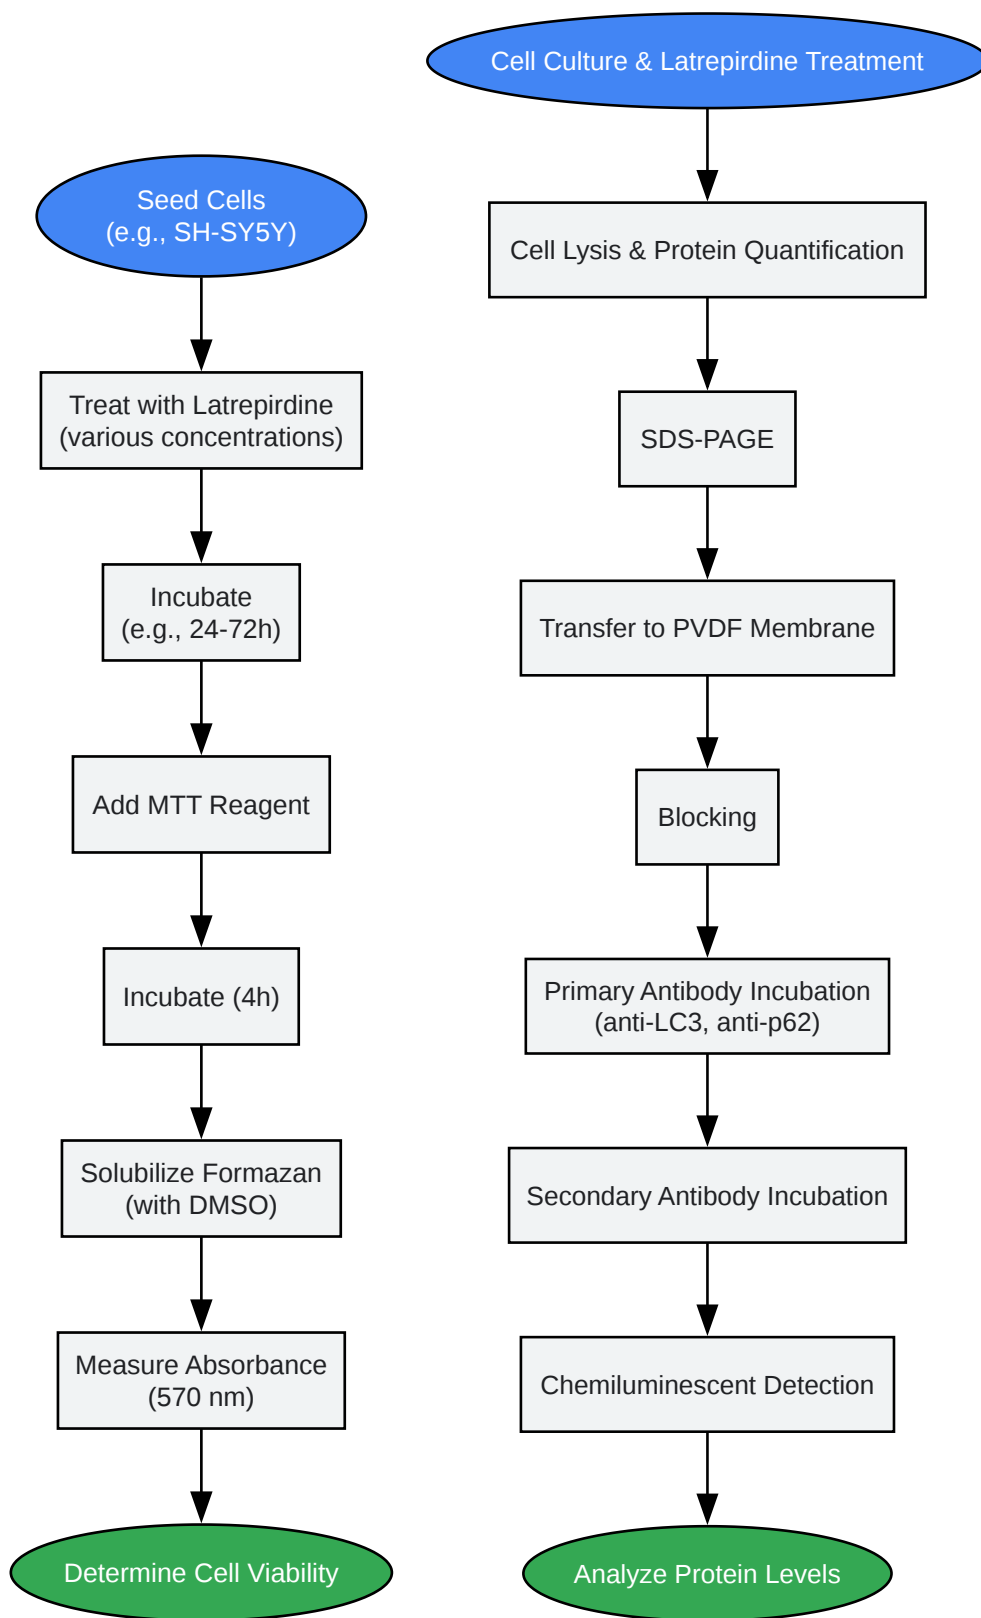 Seed Cells
(e.g., SH-SY5Y)
Treat with Latrepirdine
(various concentrations)
Incubate
(e.g., 24-72h)
Add MTT Reagent
Incubate (4h)
Solubilize Formazan
(with DMSO)
Measure Absorbance
(570 nm)
Determine Cell Viability
Cell Culture & Latrepirdine Treatment
Cell Lysis & Protein Quantification
SDS-PAGE
Transfer to PVDF Membrane
Blocking
Primary Antibody Incubation
(anti-LC3, anti-p62)
Secondary Antibody Incubation
Chemiluminescent Detection
Analyze Protein Levels